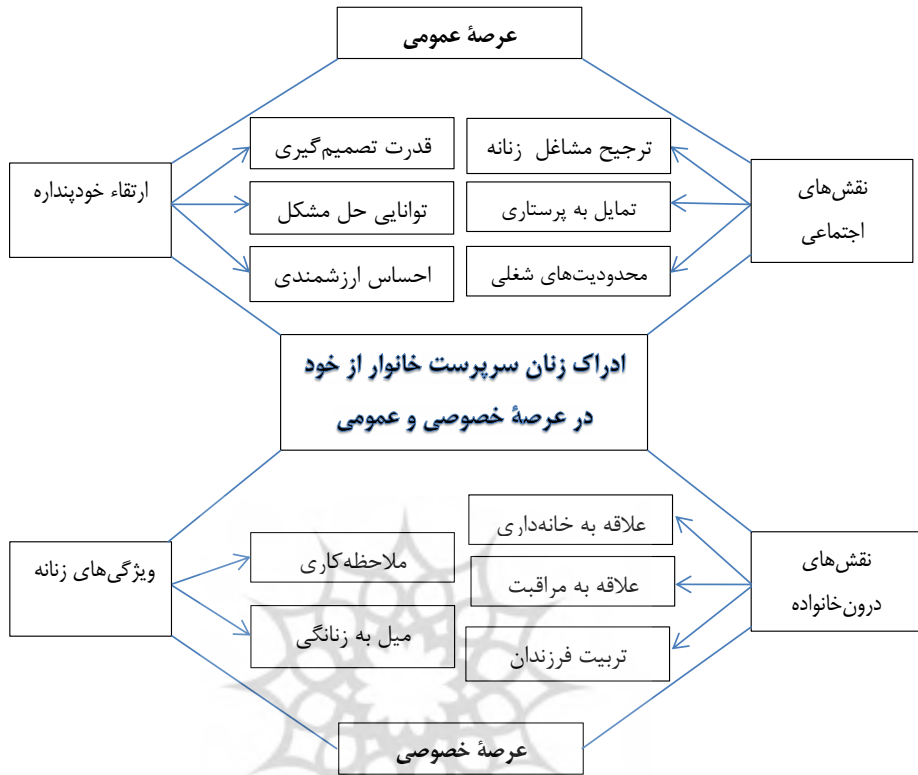 عرصهٔ عمومی
ترجیح مشاغل زنانه
قدرت تصمیم‌گیری
نقش‌های
اجتماعی
تمایل به پرستاری
توانایی حل مشکل
ارتقاء خودپنداره
محدودیت‌های شغلی
احساس ارزشمندی
ادراک زنان سرپرست خانوار از خود
در عرصهٔ خصوصی و عمومی
علاقه به خانه‌داری
ملاحظه‌کاری
نقش‌های
درون‌خانواده
علاقه به مراقبت
ویژگی‌های زنانه
تربیت فرزندان
میل به زنانگی
عرصهٔ خصوصی